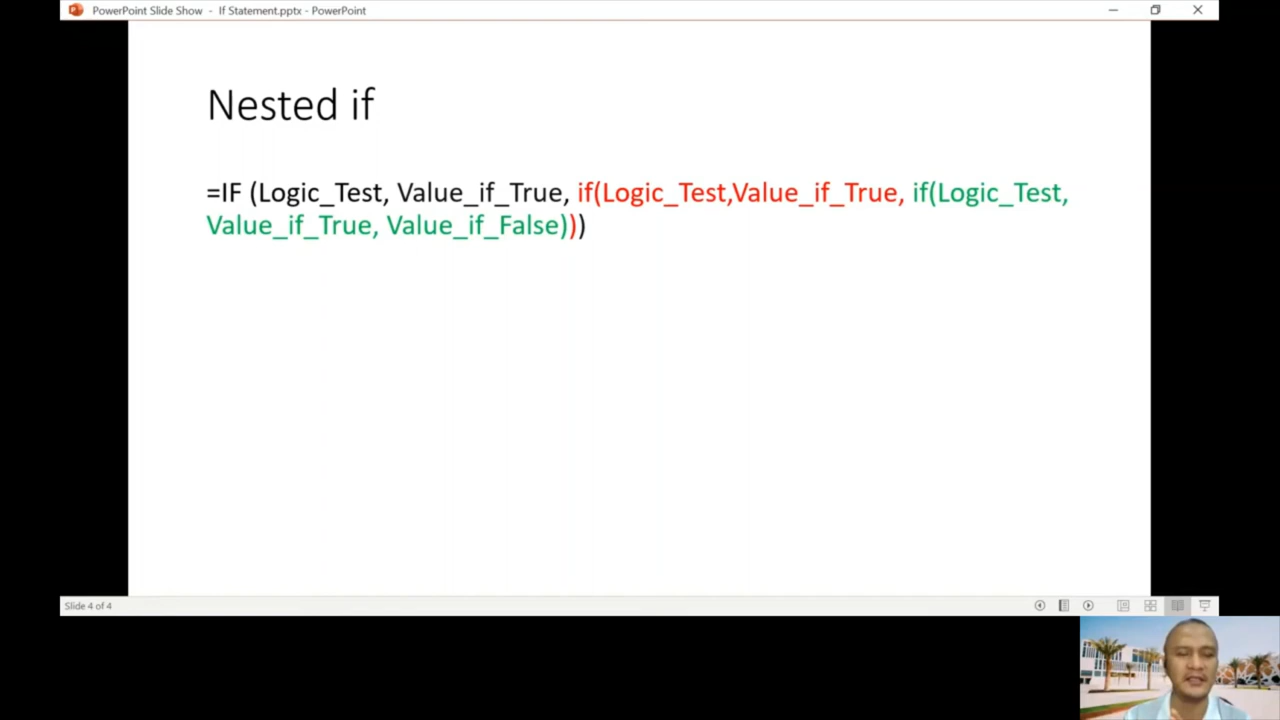 PowerPoint Slide Show - If Statement.pptx - PowerPoint
Nested if
=IF (Logic_Test, Value_if_True, if(Logic_Test,Value_if_True, if(Logic_Test,
Value_if_True, Value_if_False)))
Slide 4 of 4